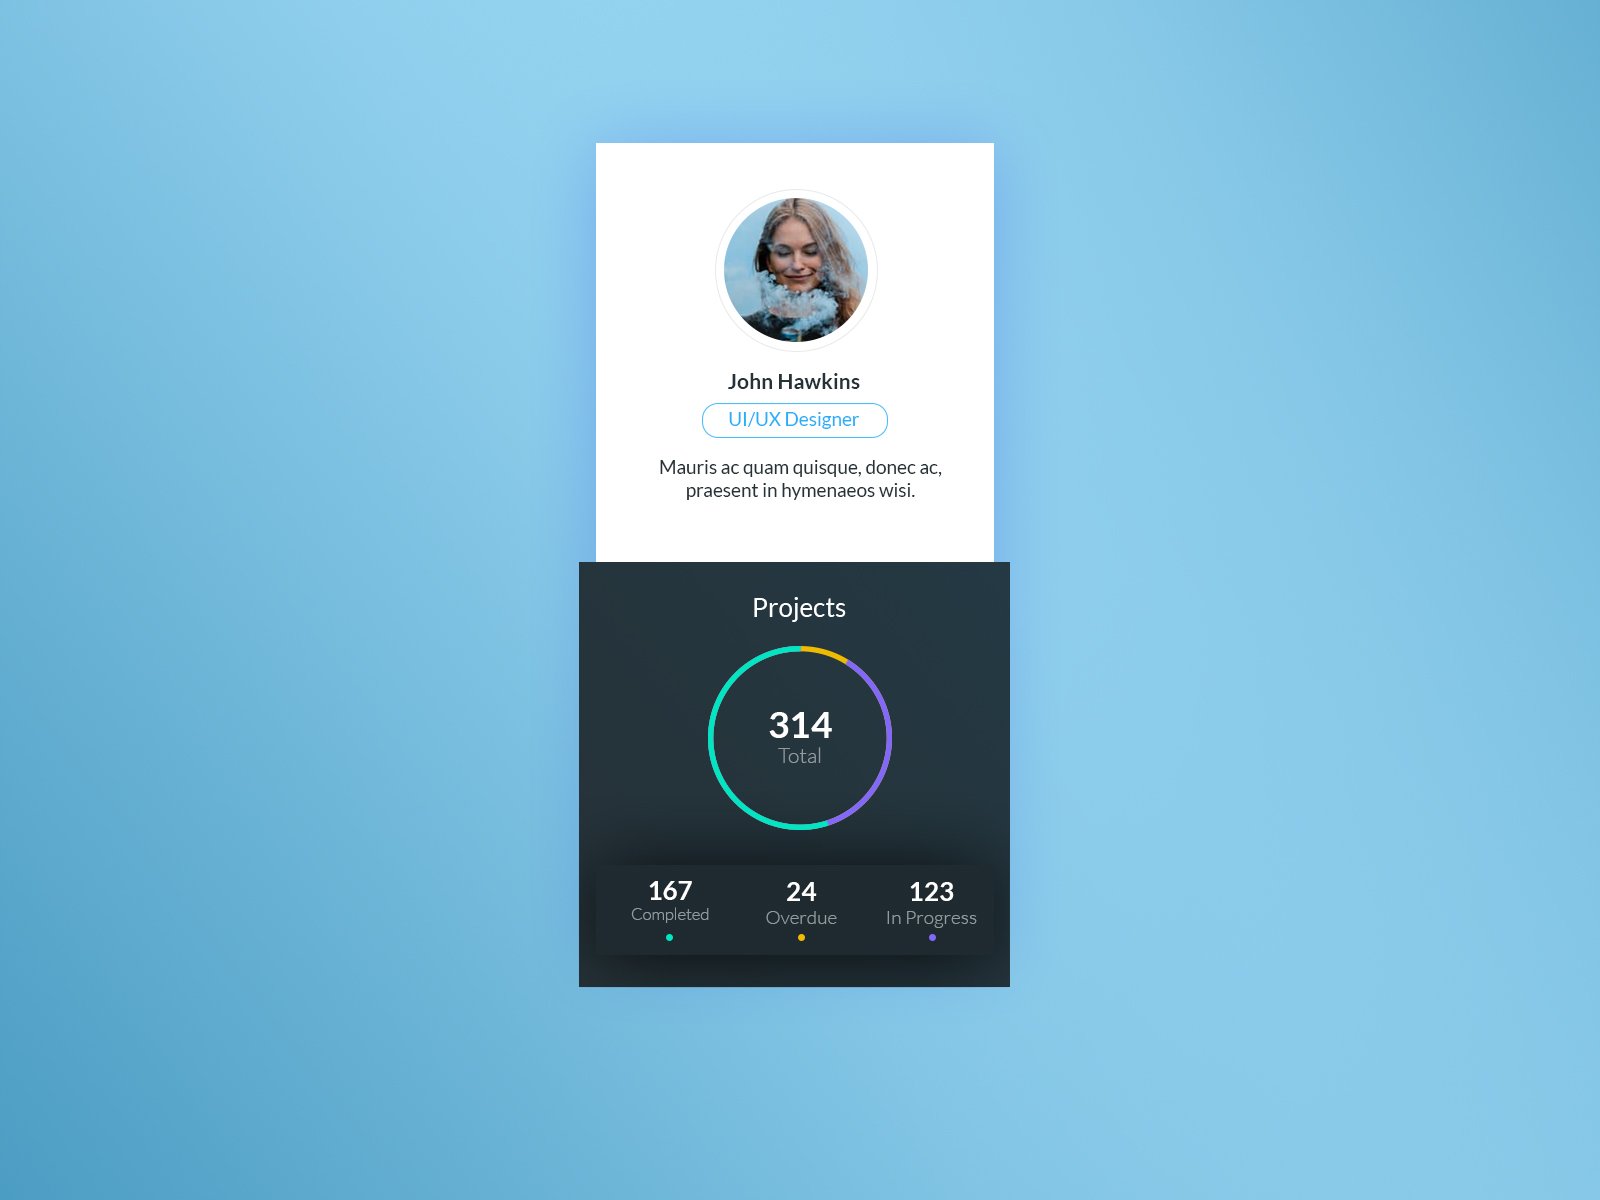 John Hawkins
UI/UX Designer
Mauris ac quam quisque, donec ac,
praesent in hymenaeos wisi.
Projects
314
Total
167
Completed
24
Overdue
123
In Progress